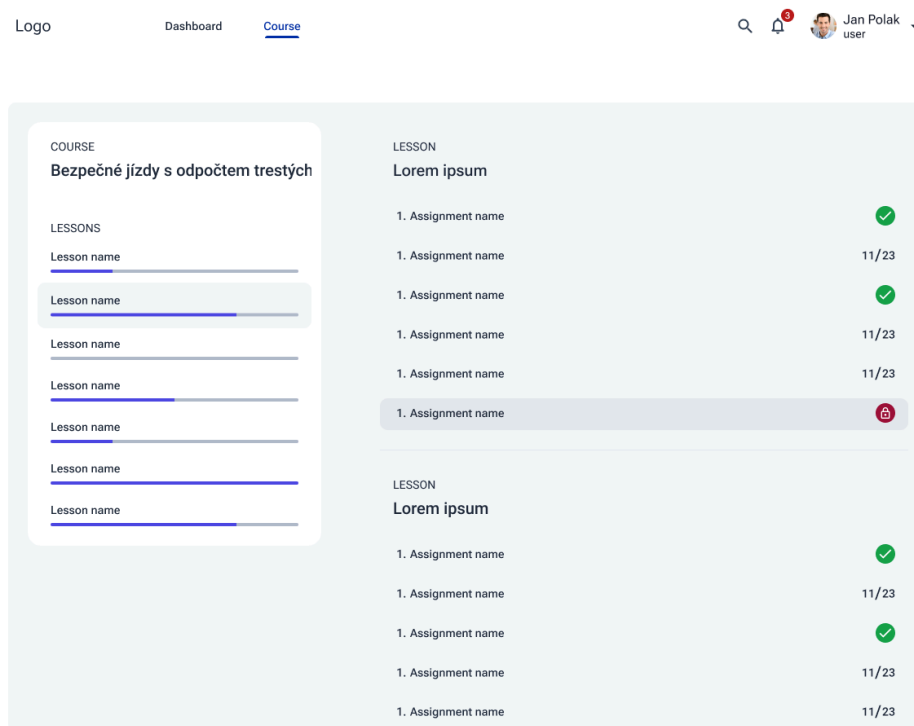 Logo
Dashboard
Course
3
Jan Polak
user
COURSE
Bezpečné jízdy s odpočtem trestých
LESSONS
Lesson name
Lesson name
Lesson name
Lesson name
Lesson name
Lesson name
Lesson name
LESSON
Lorem ipsum
1. Assignment name
1. Assignment name 11/23
1. Assignment name
1. Assignment name 11/23
1. Assignment name 11/23
1. Assignment name
LESSON
Lorem ipsum
1. Assignment name
1. Assignment name 11/23
1. Assignment name
1. Assignment name 11/23
1. Assignment name 11/23